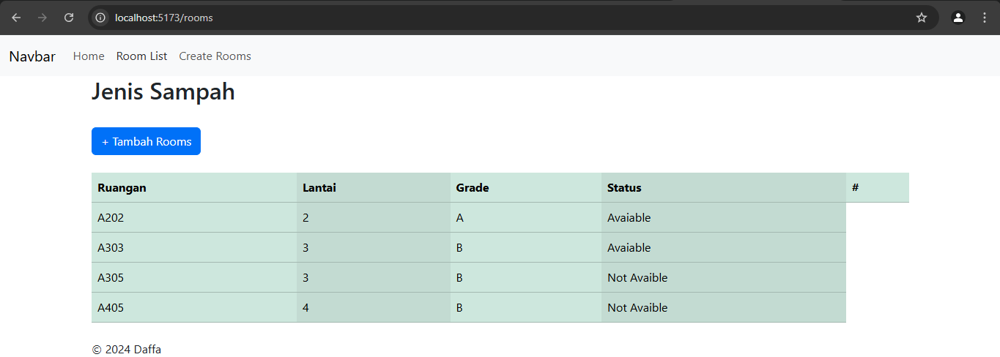 localhost:5173/rooms
Navbar Home Room List Create Rooms
Jenis Sampah
+ Tambah Rooms
Ruangan Lantai Grade Status #
A202 2 A Avaiable
A303 3 B Avaiable
A305 3 B Not Avaible
A405 4 B Not Avaible
© 2024 Daffa